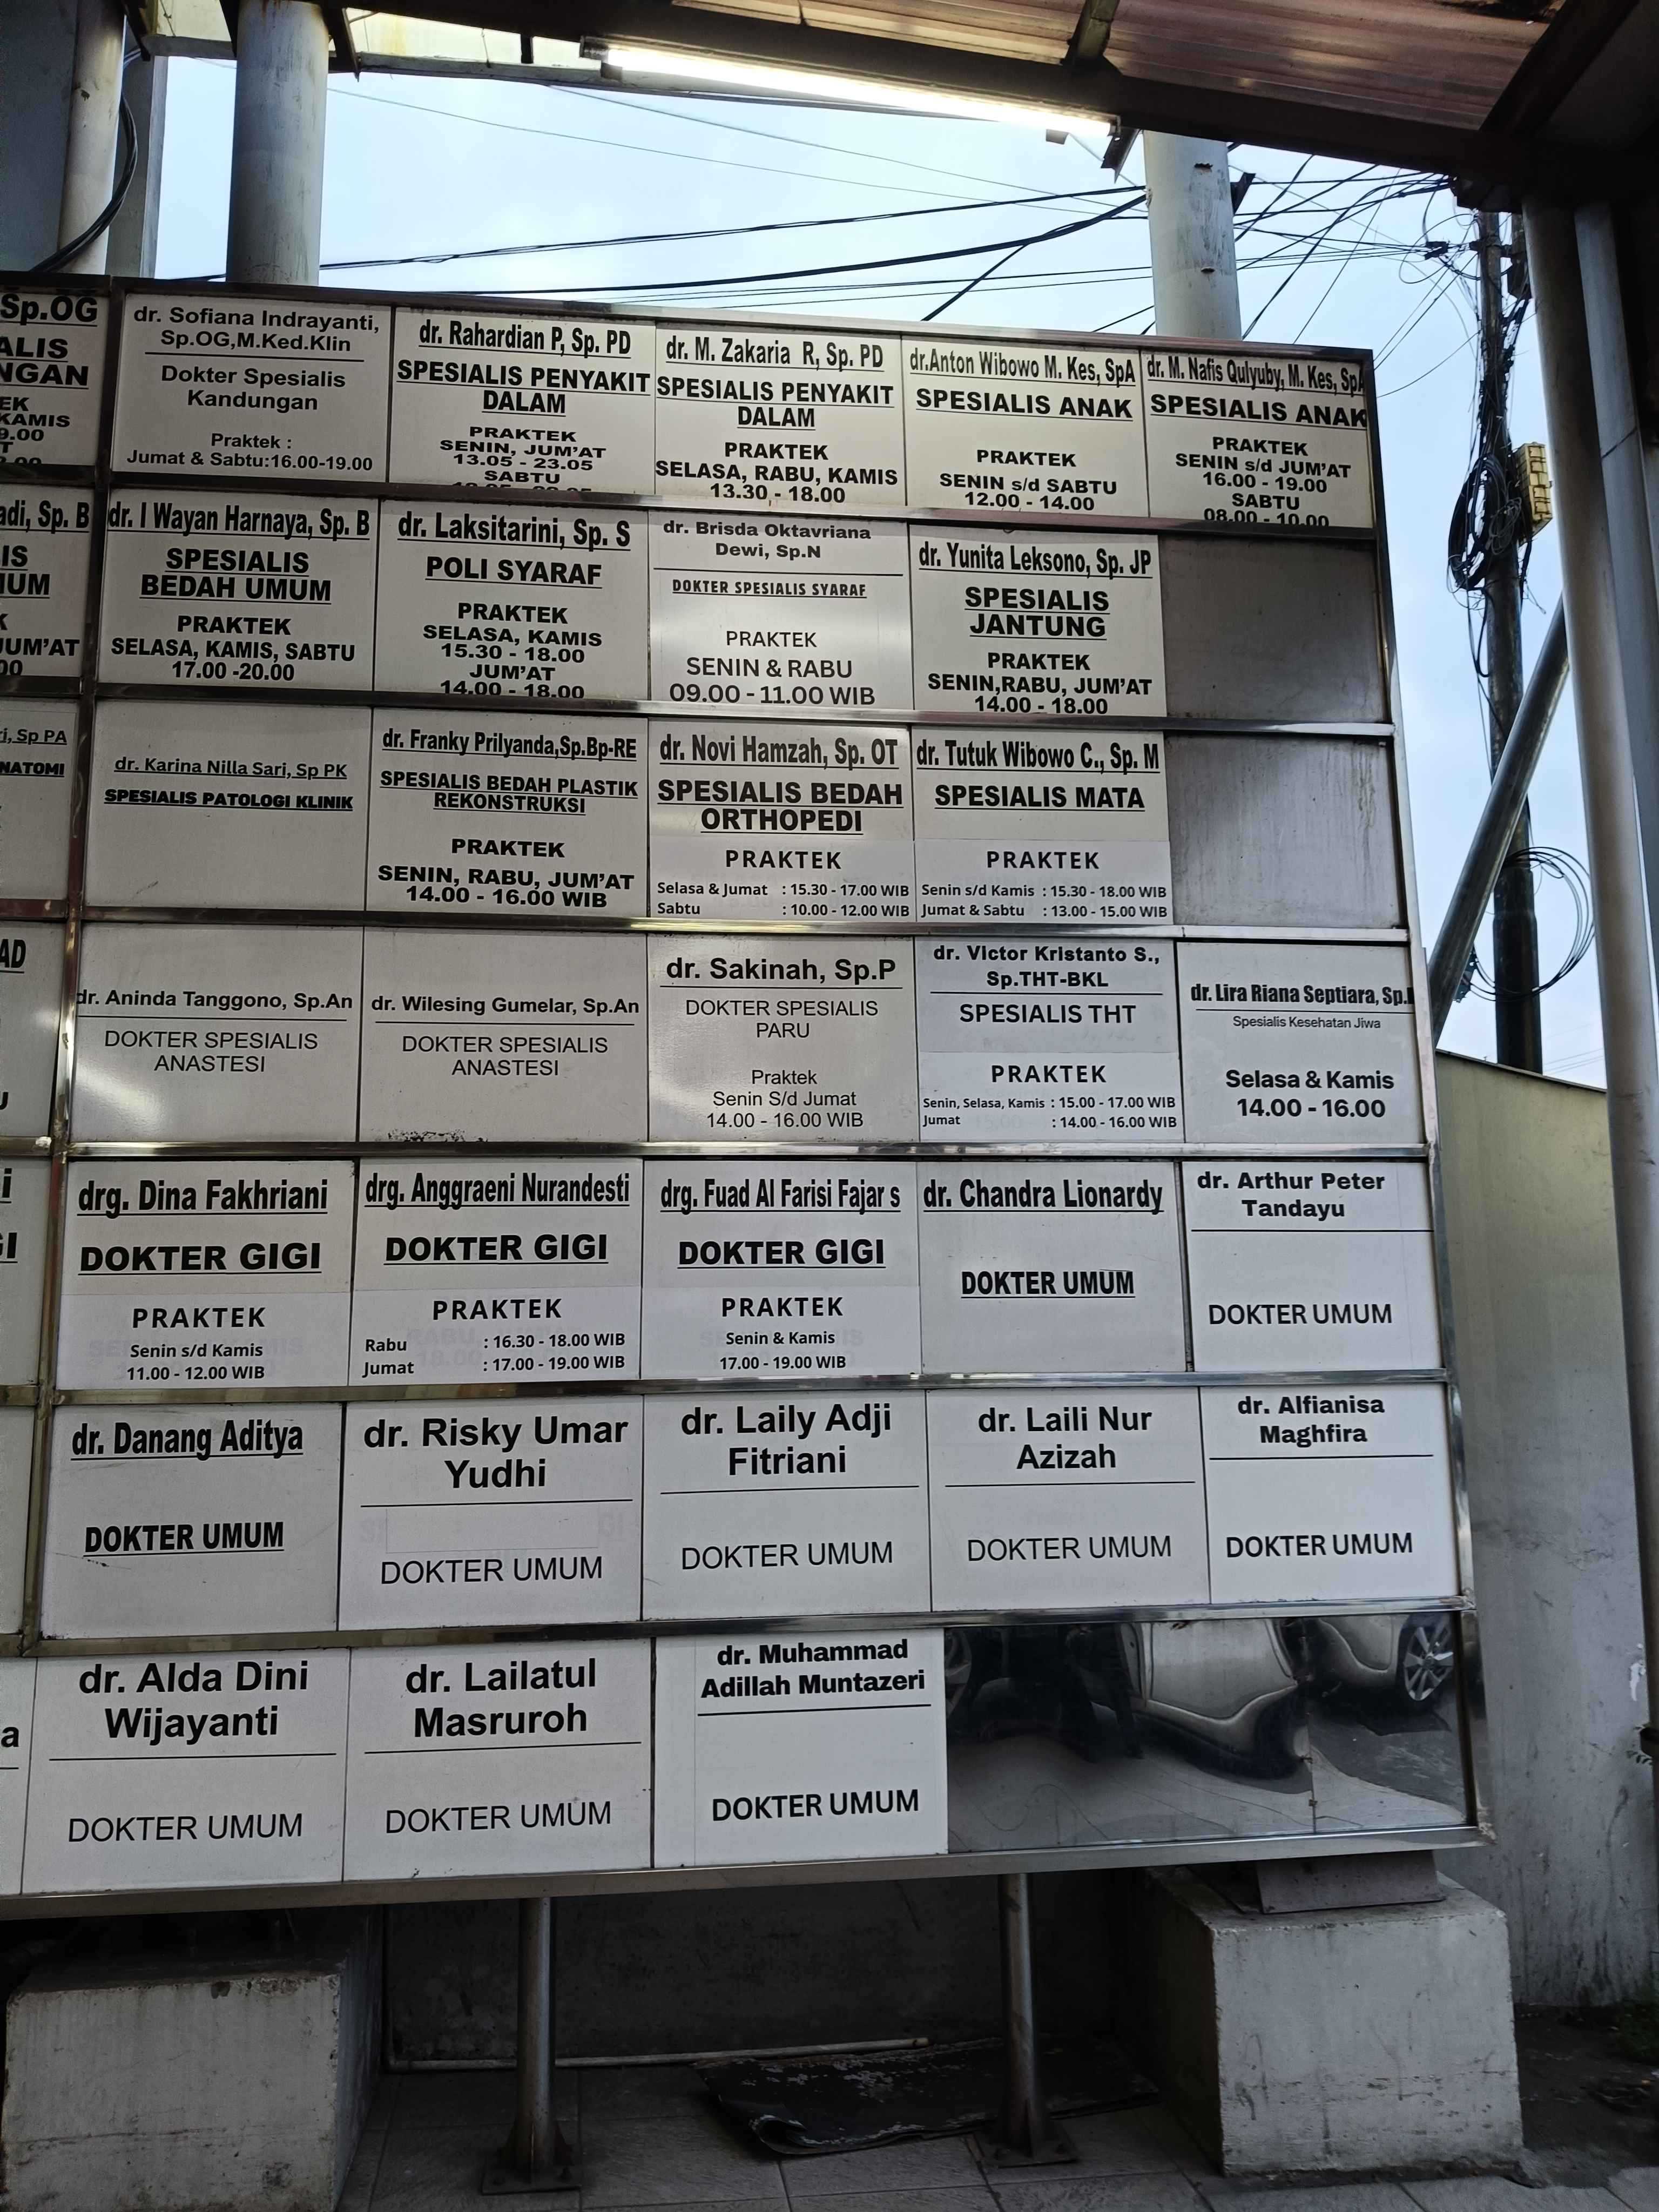 Sp.OG
ALIS
NGAN
EK
KAMIS
9.00
T
dr. Sofiana Indrayanti,
Sp.OG,M.Ked.Klin
Dokter Spesialis
Kandungan
Praktek :
Jumat & Sabtu:16.00-19.00
dr. Rahardian P, Sp. PD
SPESIALIS PENYAKIT
DALAM
PRAKTEK
SENIN, JUM'AT
13.05 - 23.05
SABTU
dr. M. Zakaria R, Sp. PD
SPESIALIS PENYAKIT
DALAM
PRAKTEK
SELASA, RABU, KAMIS
13.30 - 18.00
dr.Anton Wibowo M. Kes, SpA
SPESIALIS ANAK
PRAKTEK
SENIN s/d SABTU
12.00 - 14.00
dr. M. Nafis Qulyuby, M. Kes, SpA
SPESIALIS ANAK
PRAKTEK
SENIN s/d JUM'AT
16.00 - 19.00
SABTU
08.00 - 10.00
adi, Sp. B
IS
UM
K
JUM'AT
00
dr. I Wayan Harnaya, Sp. B
SPESIALIS
BEDAH UMUM
PRAKTEK
SELASA, KAMIS, SABTU
17.00 -20.00
dr. Laksitarini, Sp. S
POLI SYARAF
PRAKTEK
SELASA, KAMIS
15.30 - 18.00
JUM'AT
14.00 - 18.00
dr. Brisda Oktavriana
Dewi, Sp.N
DOKTER SPESIALIS SYARAF
PRAKTEK
SENIN & RABU
09.00 - 11.00 WIB
dr. Yunita Leksono, Sp. JP
SPESIALIS
JANTUNG
PRAKTEK
SENIN,RABU, JUM'AT
14.00 - 18.00
ri, Sp PA
NATOMI
dr. Karina Nilla Sari, Sp PK
SPESIALIS PATOLOGI KLINIK
dr. Franky Prilyanda,Sp.Bp-RE
SPESIALIS BEDAH PLASTIK
REKONSTRUKSI
PRAKTEK
SENIN, RABU, JUM'AT
14.00 - 16.00 WIB
dr. Novi Hamzah, Sp. OT
SPESIALIS BEDAH
ORTHOPEDI
PRAKTEK
Selasa & Jumat : 15.30 - 17.00 WIB
Sabtu : 10.00 - 12.00 WIB
dr. Tutuk Wibowo C., Sp. M
SPESIALIS MATA
PRAKTEK
Senin s/d Kamis : 15.30 - 18.00 WIB
Jumat & Sabtu : 13.00 - 15.00 WIB
AD
U
dr. Aninda Tanggono, Sp.An
DOKTER SPESIALIS
ANASTESI
dr. Wilesing Gumelar, Sp.An
DOKTER SPESIALIS
ANASTESI
dr. Sakinah, Sp.P
DOKTER SPESIALIS
PARU
Praktek
Senin S/d Jumat
14.00 - 16.00 WIB
dr. Victor Kristanto S.,
Sp.THT-BKL
SPESIALIS THT
PRAKTEK
Senin, Selasa, Kamis : 15.00 - 17.00 WIB
Jumat : 14.00 - 16.00 WIB
dr. Lira Riana Septiara,
Spesialis Kesehatan Jiwa
Selasa & Kamis
14.00 - 16.00
i
GI
drg. Dina Fakhriani
DOKTER GIGI
PRAKTEK
Senin s/d Kamis
11.00 - 12.00 WIB
drg. Anggraeni Nurandesti
DOKTER GIGI
PRAKTEK
Rabu : 16.30 - 18.00 WIB
Jumat : 17.00 - 19.00 WIB
drg. Fuad Al Farisi Fajar s
DOKTER GIGI
PRAKTEK
Senin & Kamis
17.00 - 19.00 WIB
dr. Chandra Lionardy
DOKTER UMUM
dr. Arthur Peter
Tandayu
DOKTER UMUM
dr. Danang Aditya
DOKTER UMUM
dr. Risky Umar
Yudhi
DOKTER UMUM
dr. Laily Adji
Fitriani
DOKTER UMUM
dr. Laili Nur
Azizah
DOKTER UMUM
dr. Alfianisa
Maghfira
DOKTER UMUM
a
dr. Alda Dini
Wijayanti
DOKTER UMUM
dr. Lailatul
Masruroh
DOKTER UMUM
dr. Muhammad
Adillah Muntazeri
DOKTER UMUM